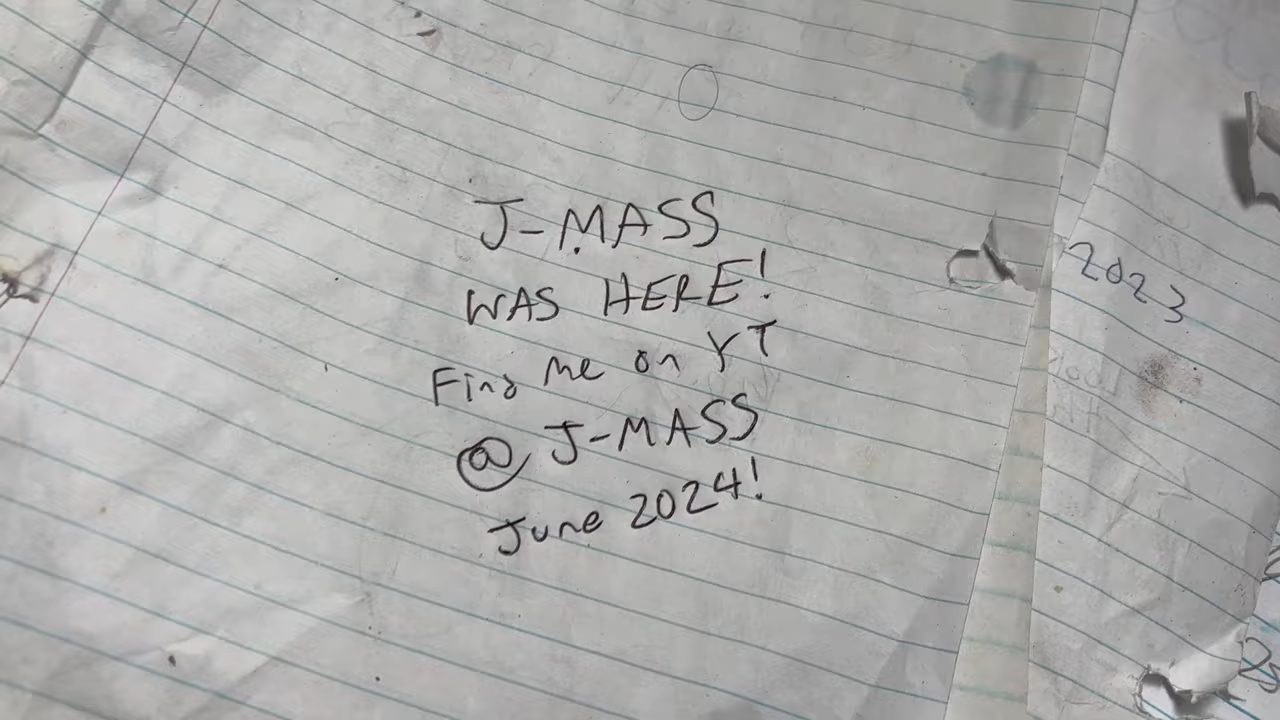 J-MASS
WAS HERE!
Find me on YT
@ J-MASS
June 2024!
2023